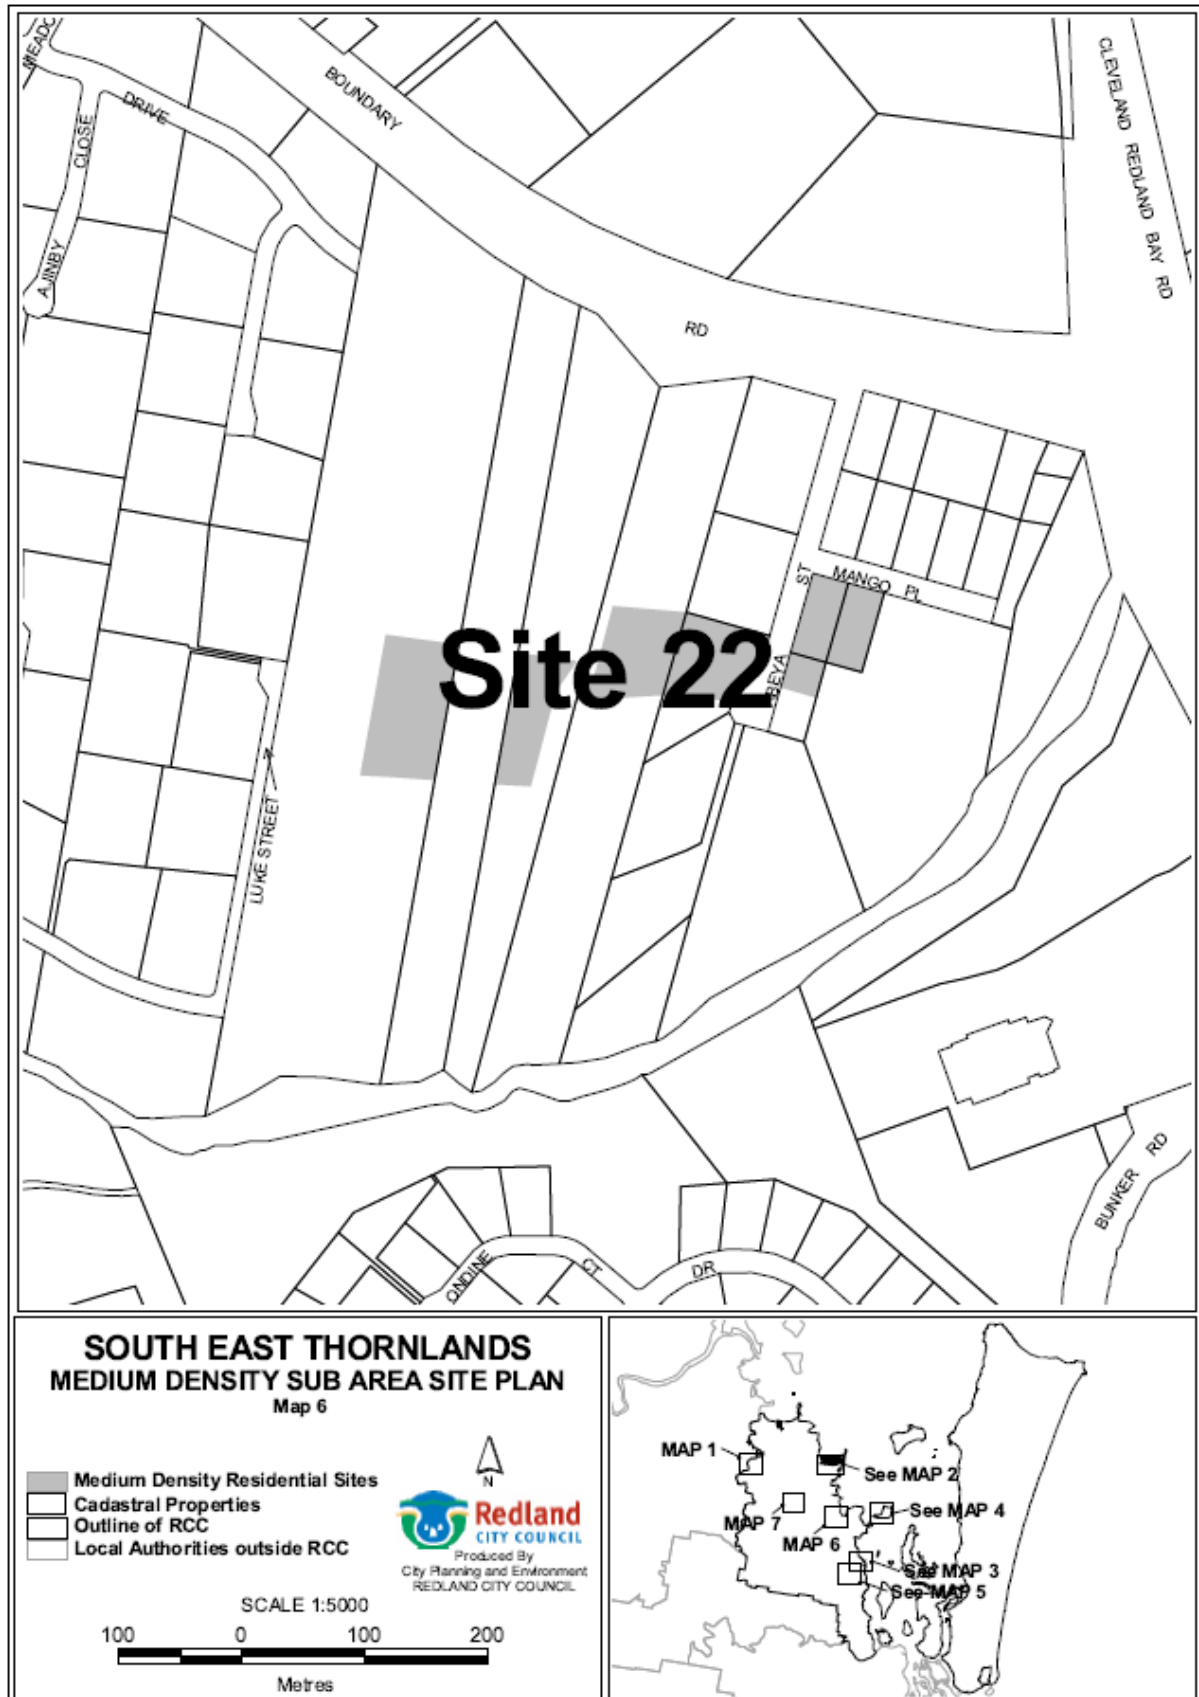 MEADO
DRIVE
CLOSE
AJINBY
BOUNDARY
RD
CLEVELAND REDLAND BAY RD
MANGO PL
BEYA ST
Site 22
LUKE STREET
BUNKER RD
ONDINE CT
DR
SOUTH EAST THORNLANDS
MEDIUM DENSITY SUB AREA SITE PLAN
Map 6
N
Medium Density Residential Sites
Cadastral Properties
Outline of RCC
Local Authorities outside RCC
Redland
CITY COUNCIL
Produced By
City Planning and Environment
REDLAND CITY COUNCIL
SCALE 1:5000
100 0 100 200
Metres
MAP 1
See MAP 2
See MAP 4
MAP 7
MAP 6
See MAP 3
See MAP 5